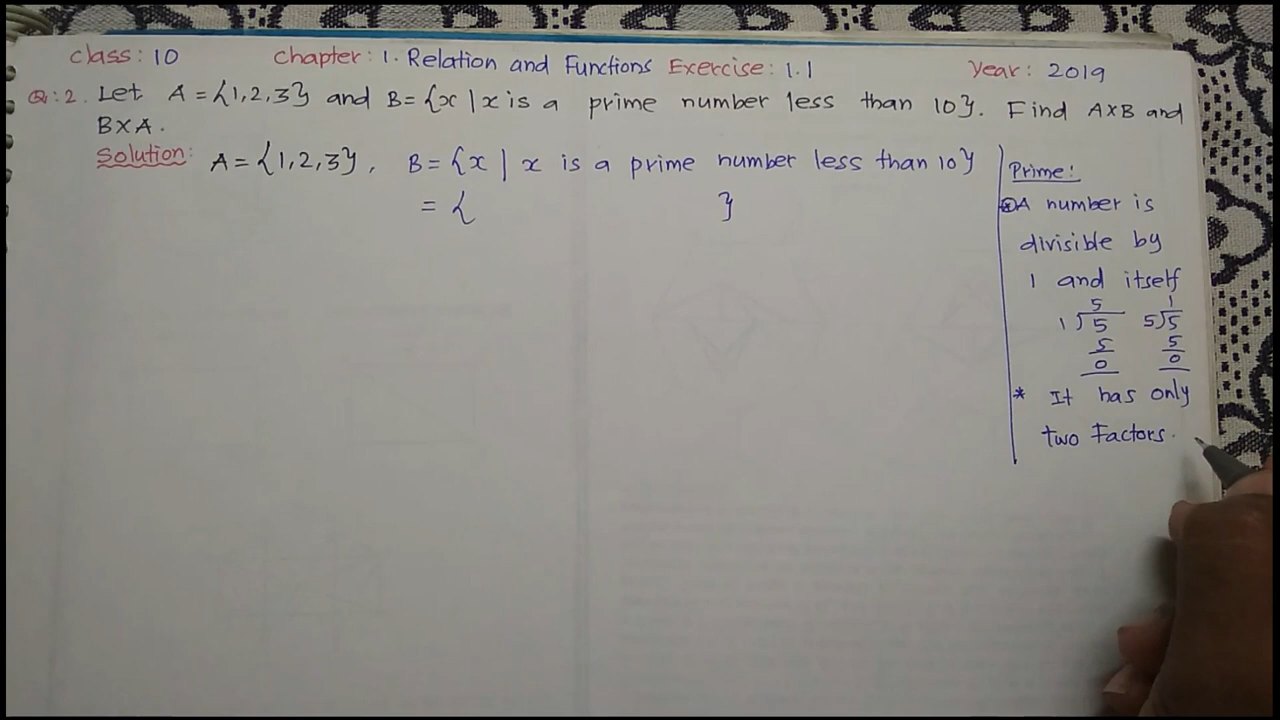 Class: 10 Chapter: 1. Relation and Functions Exercise: 1.1 Year: 2019
Q:2. Let A = {1,2,3} and B= {x | x is a prime number less than 10}. Find A×B and
B×A.
Solution: A= {1,2,3}, B= {x | x is a prime number less than 10}
= { }
Prime:
* A number is
divisible by
1 and itself
5 1
1)5 5)5
5 5
0 0
* It has only
two Factors.